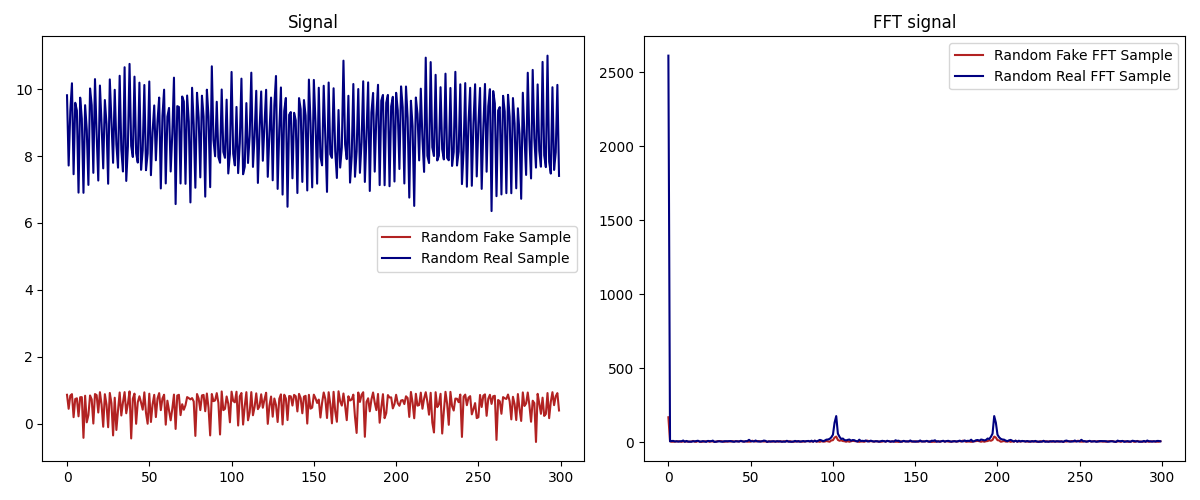 Signal
10
8
6
4
2
0
0 50 100 150 200 250 300
Random Fake Sample
Random Real Sample
FFT signal
2500
2000
1500
1000
500
0
0 50 100 150 200 250 300
Random Fake FFT Sample
Random Real FFT Sample